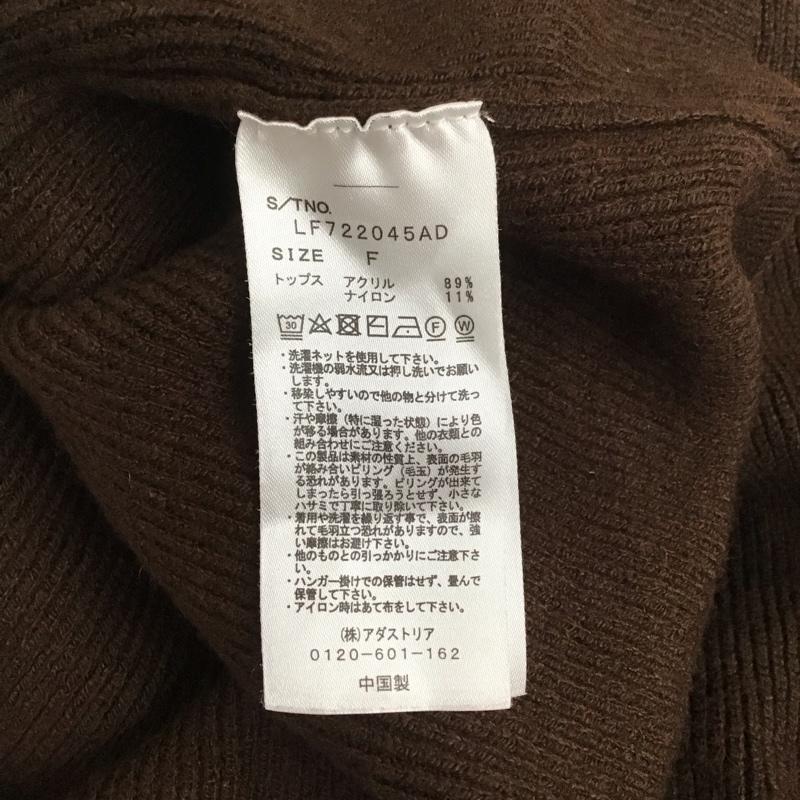 S/TNO.
LF722045AD
SIZE F
トップス アクリル 89%
ナイロン 11%
30 F W
・洗濯ネットを使用して下さい。
・洗濯機の弱水流又は押し洗いでお願い
します。
・移染しやすいので他の物と分けて洗っ
て下さい。
・汗や摩擦（特に湿った状態）により色
が移る場合があります。他の衣類との
組み合わせにご注意ください。
・この製品は素材の性質上、表面の毛羽
が絡み合いピリング（毛玉）が発生す
る恐れがあります。ピリングが出来て
しまったら引っ張ろうとせず、小さな
ハサミで丁寧に取り除いて下さい。
・着用や洗濯を繰り返す事で、表面が擦
れて毛羽立つ恐れがありますので、強
い摩擦はお避け下さい。
・他のものとの引っかかりにご注意下さ
い。
・ハンガー掛けでの保管はせず、畳んで
保管して下さい。
・アイロン時はあて布をして下さい。
（株）アダストリア
0120-601-162
中国製